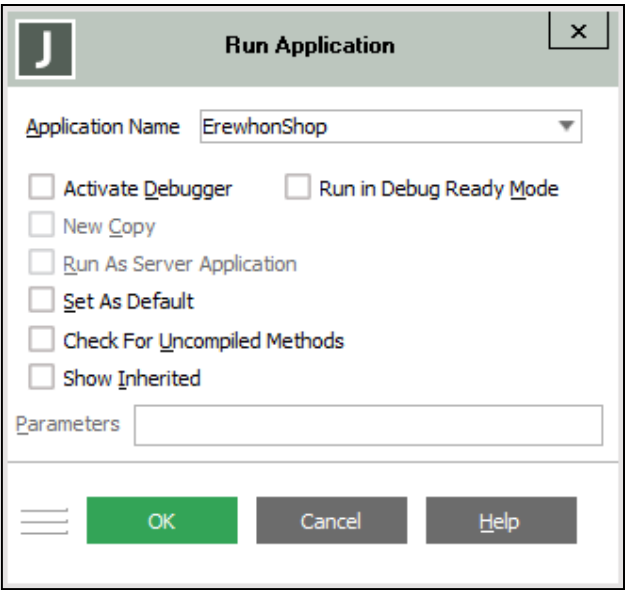 J
Run Application
Application Name ErewhonShop
Activate Debugger Run in Debug Ready Mode
New Copy
Run As Server Application
Set As Default
Check For Uncompiled Methods
Show Inherited
Parameters
OK Cancel Help